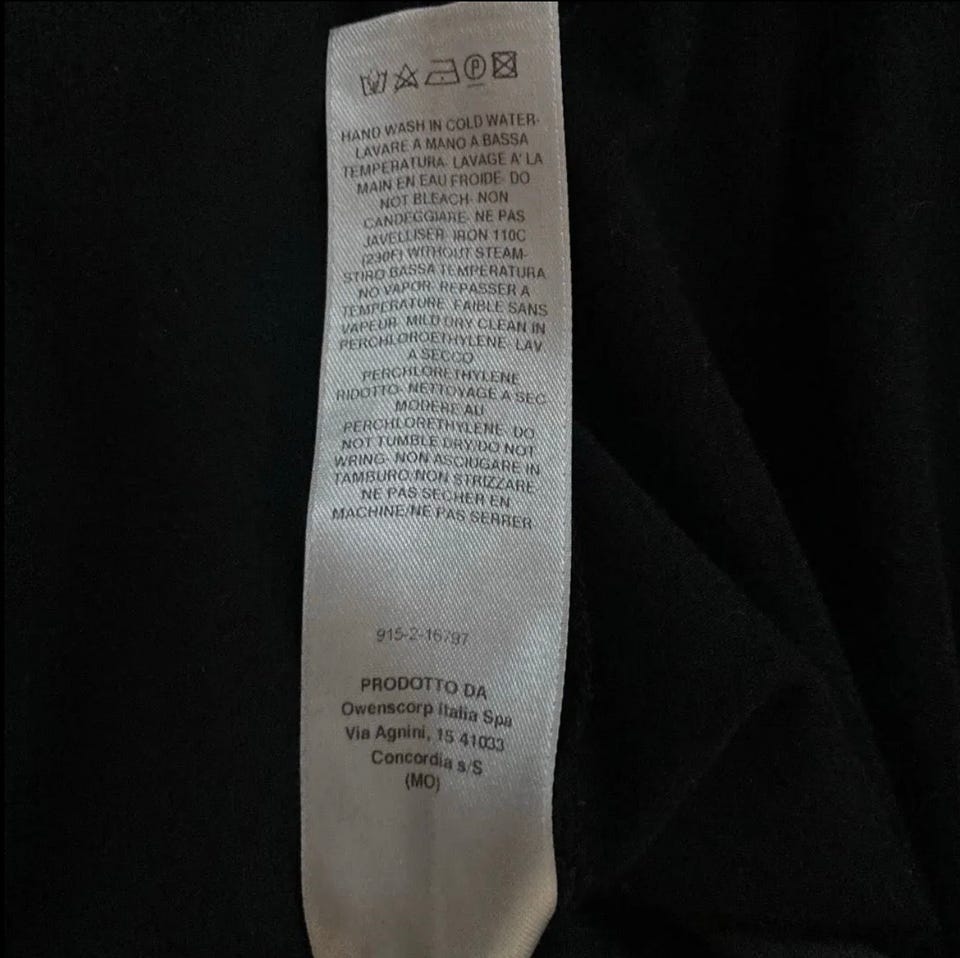 HAND WASH IN COLD WATER-
LAVARE A MANO A BASSA
TEMPERATURA- LAVAGE A' LA
MAIN EN EAU FROIDE- DO
NOT BLEACH- NON
CANDEGGIARE- NE PAS
JAVELLISER- IRON 110C
(230F) WITHOUT STEAM-
STIRO BASSA TEMPERATURA
NO VAPOR- REPASSER A
TEMPERATURE FAIBLE SANS
VAPEUR- MILD DRY CLEAN IN
PERCHLOROETHYLENE- LAV
A SECCO
PERCHLORETHYLENE
RIDOTTO- NETTOYAGE A SEC
MODERE AU
PERCHLORETHYLENE- DO
NOT TUMBLE DRY/DO NOT
WRING- NON ASCIUGARE IN
TAMBURO/NON STRIZZARE-
NE PAS SECHER EN
MACHINE/NE PAS SERRER
915-2-16797
PRODOTTO DA
Owenscorp italia Spa
Via Agnini, 15 41033
Concordia s/S
(MO)